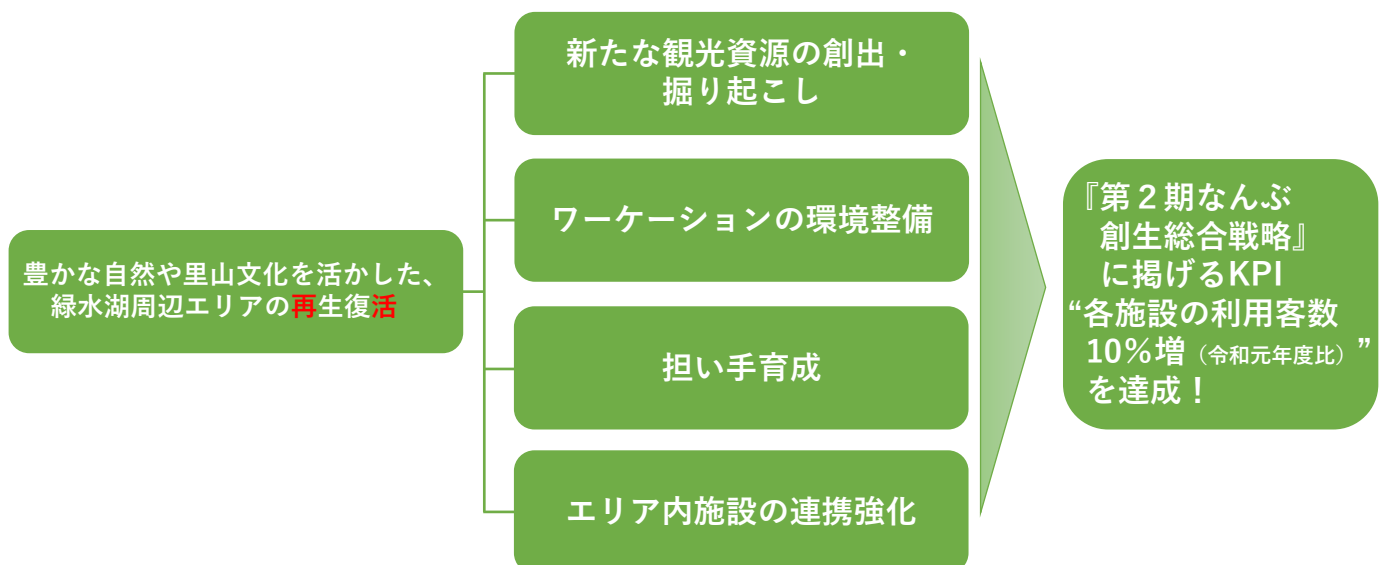 豊かな自然や里山文化を活かした、
緑水湖周辺エリアの再生復活
新たな観光資源の創出・
掘り起こし
ワーケーションの環境整備
担い手育成
エリア内施設の連携強化
『第２期なんぶ
創生総合戦略』
に掲げるKPI
“各施設の利用客数
10％増（令和元年度比）”
を達成！